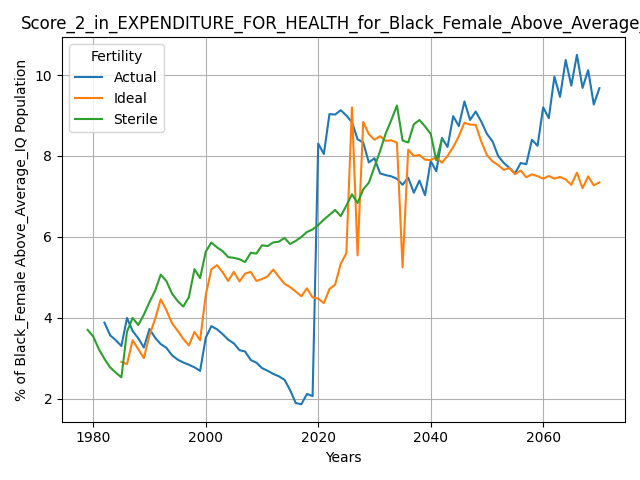 Score_2_in_EXPENDITURE_FOR_HEALTH_for_Black_Female_Above_Average_
% of Black_Female Above_Average_IQ Population
10
8
6
4
2
Fertility
Actual
Ideal
Sterile
1980 2000 2020 2040 2060
Years